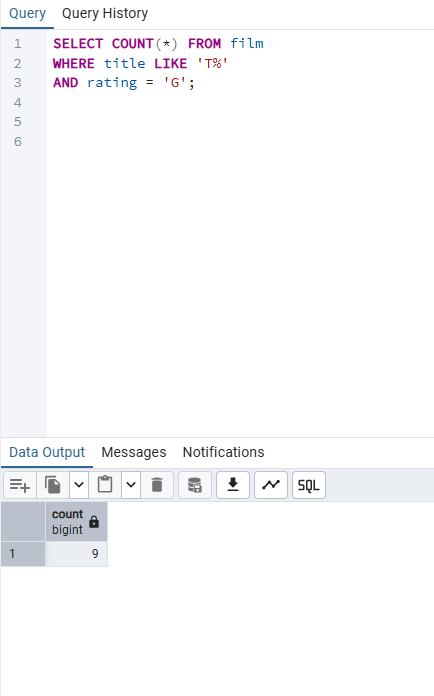 Query Query History
1 SELECT COUNT(*) FROM film
2 WHERE title LIKE 'T%'
3 AND rating = 'G';
4
5
6
Data Output Messages Notifications
SQL
count
bigint
1 9